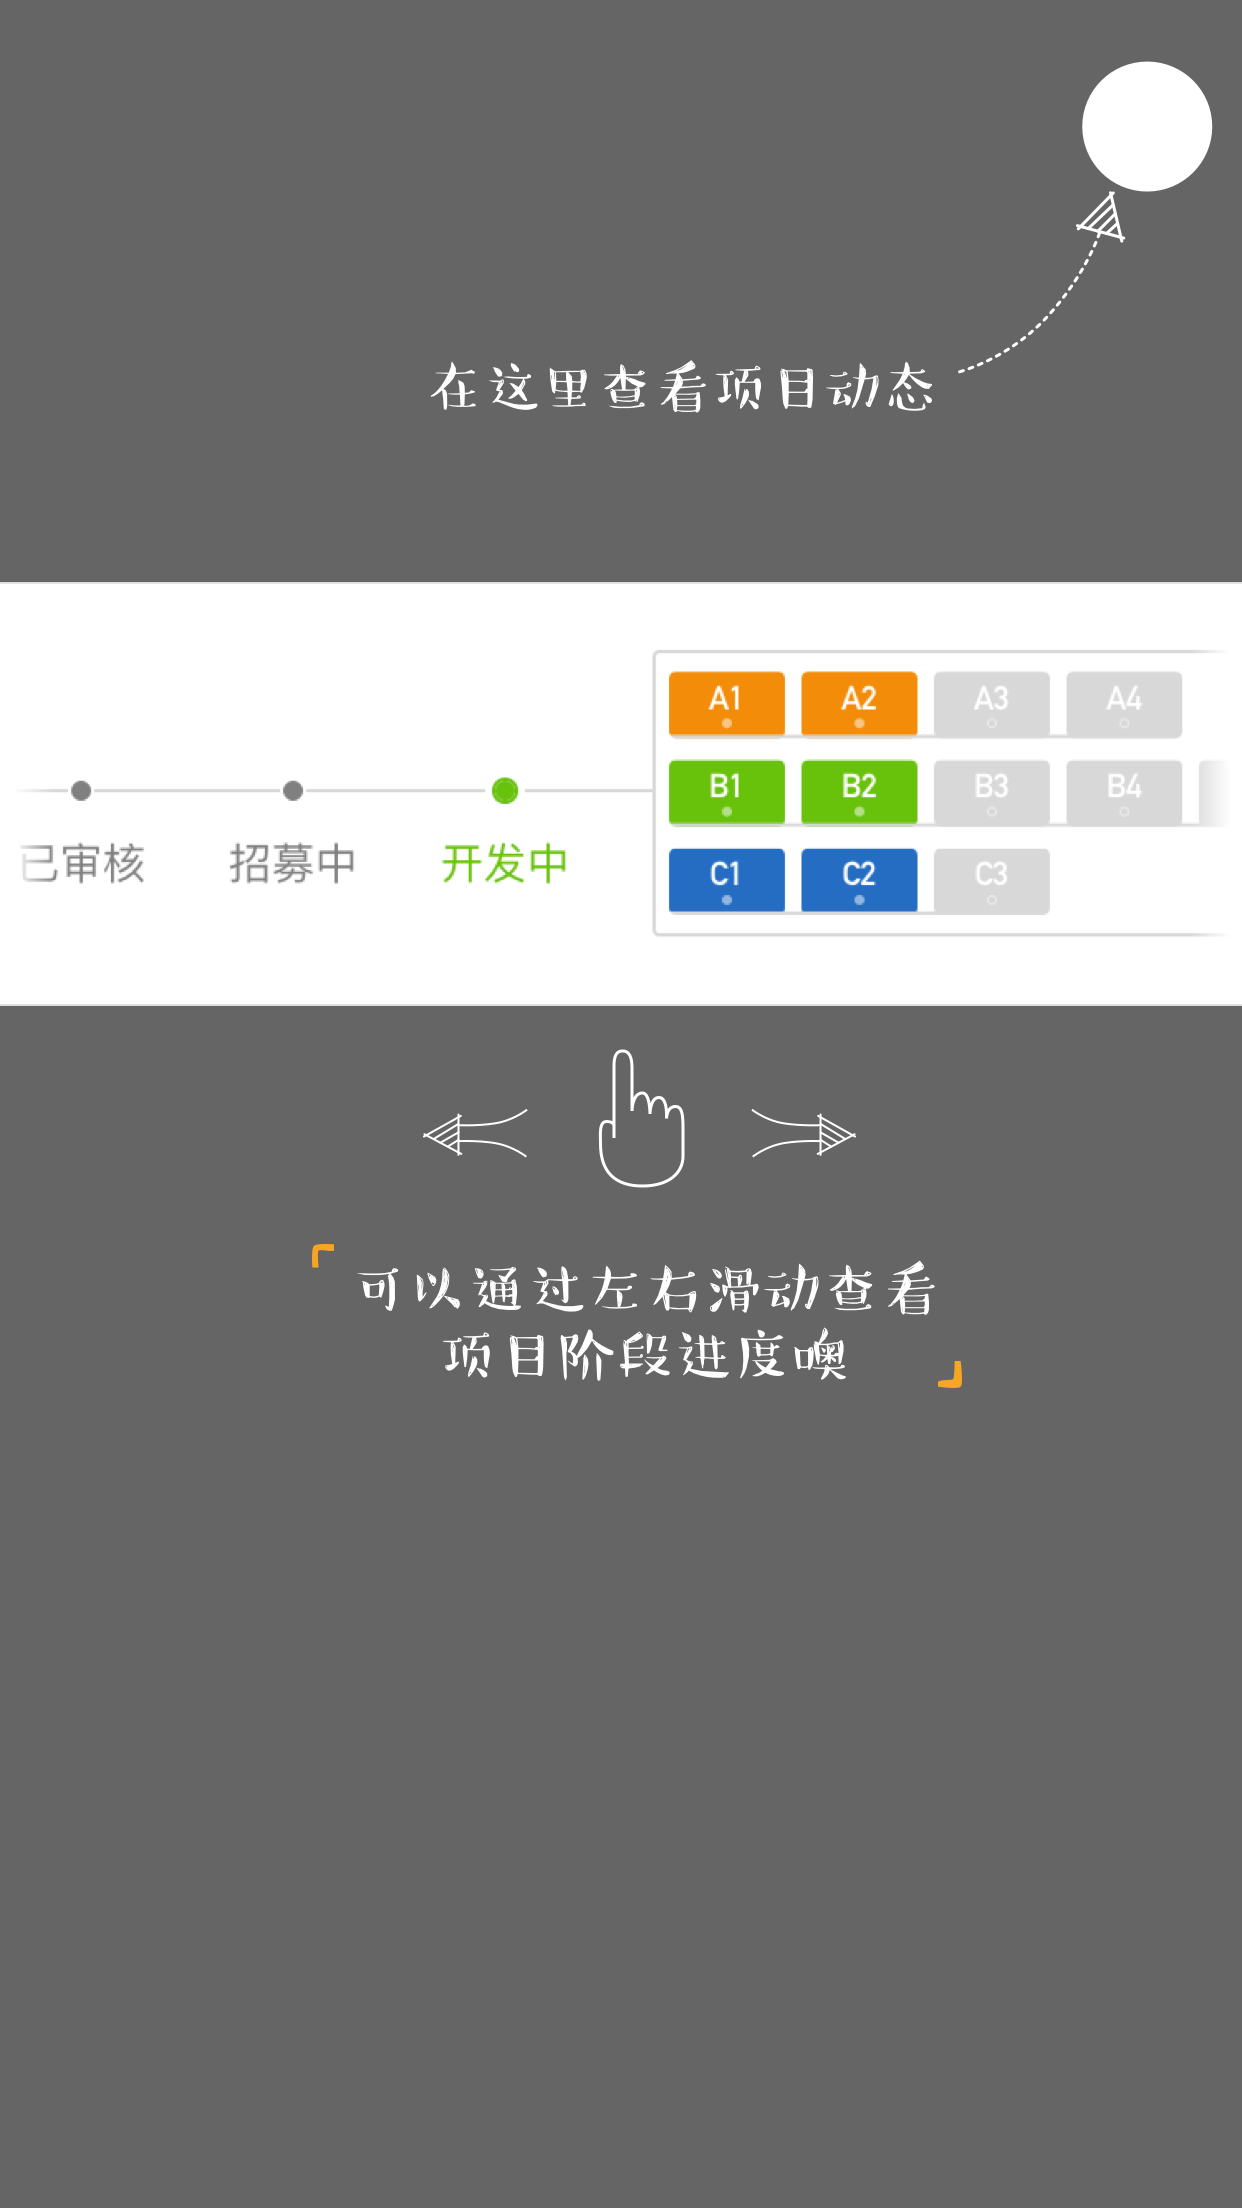 在这里查看项目动态
A1 A2 A3 A4
B1 B2 B3 B4
已审核 招募中 开发中
C1 C2 C3
可以通过左右滑动查看
项目阶段进度噢